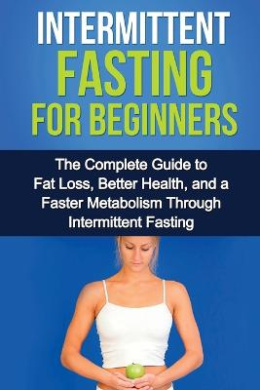 INTERMITTENT
FASTING
FOR BEGINNERS
The Complete Guide to
Fat Loss, Better Health, and a
Faster Metabolism Through
Intermittent Fasting